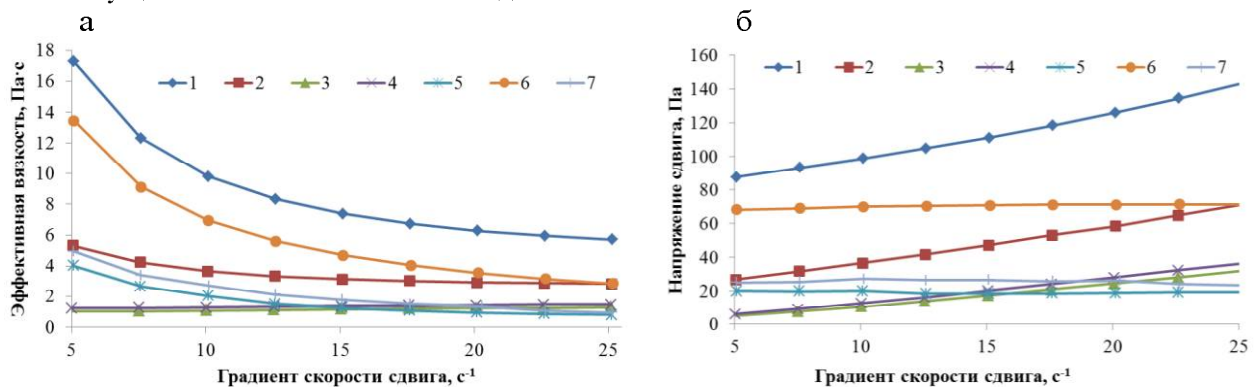 а
б
Эффективная вязкость, Па·с
18
16
14
12
10
8
6
4
2
0
1 2 3 4 5 6 7
5 10 15 20 25
Градиент скорости сдвига, с-1
Напряжение сдвига, Па
160
140
120
100
80
60
40
20
0
1 2 3 4 5 6 7
5 10 15 20 25
Градиент скорости сдвига, с-1